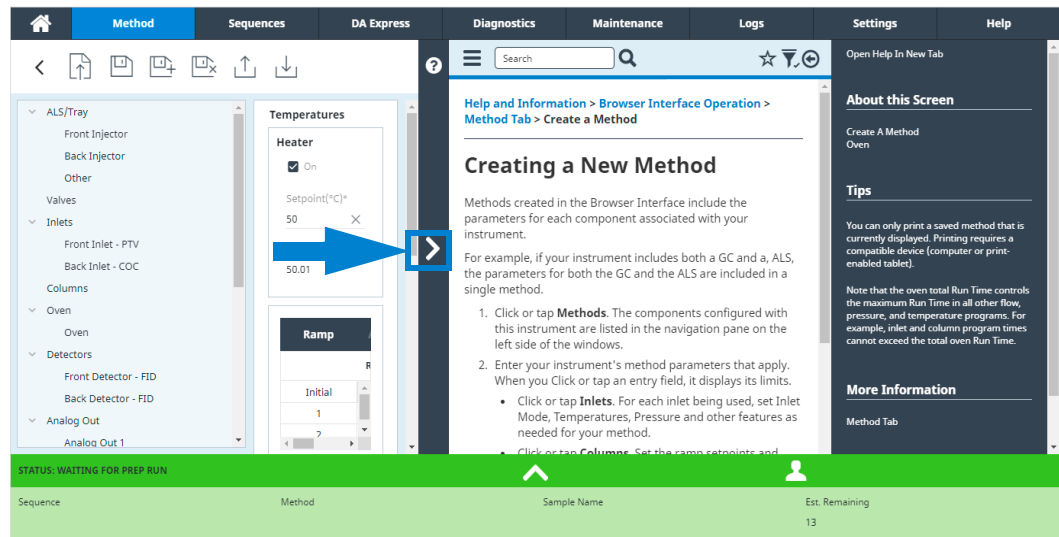 Method Sequences DA Express Diagnostics Maintenance Logs Settings Help
ALS/Tray
Front Injector
Back Injector
Other
Valves
Inlets
Front Inlet - PTV
Back Inlet - COC
Columns
Oven
Oven
Detectors
Front Detector - FID
Back Detector - FID
Analog Out
Analog Out 1
Temperatures
Heater
On
Setpoint(°C)*
50
50.01
Ramp
R
Initial
1
2
?
Search
Help and Information > Browser Interface Operation >
Method Tab > Create a Method
Creating a New Method
Methods created in the Browser Interface include the
parameters for each component associated with your
instrument.
For example, if your instrument includes both a GC and a, ALS,
the parameters for both the GC and the ALS are included in a
single method.
1. Click or tap Methods. The components configured with
this instrument are listed in the navigation pane on the
left side of the windows.
2. Enter your instrument's method parameters that apply.
When you Click or tap an entry field, it displays its limits.
• Click or tap Inlets. For each inlet being used, set Inlet
Mode, Temperatures, Pressure and other features as
needed for your method.
• Click or tap Columns. Set the ramp setpoints and
Open Help In New Tab
About this Screen
Create A Method
Oven
Tips
You can only print a saved method that is
currently displayed. Printing requires a
compatible device (computer or print-
enabled tablet).
Note that the oven total Run Time controls
the maximum Run Time in all other flow,
pressure, and temperature programs. For
example, inlet and column program times
cannot exceed the total oven Run Time.
More Information
Method Tab
STATUS: WAITING FOR PREP RUN
Sequence Method Sample Name Est. Remaining
13